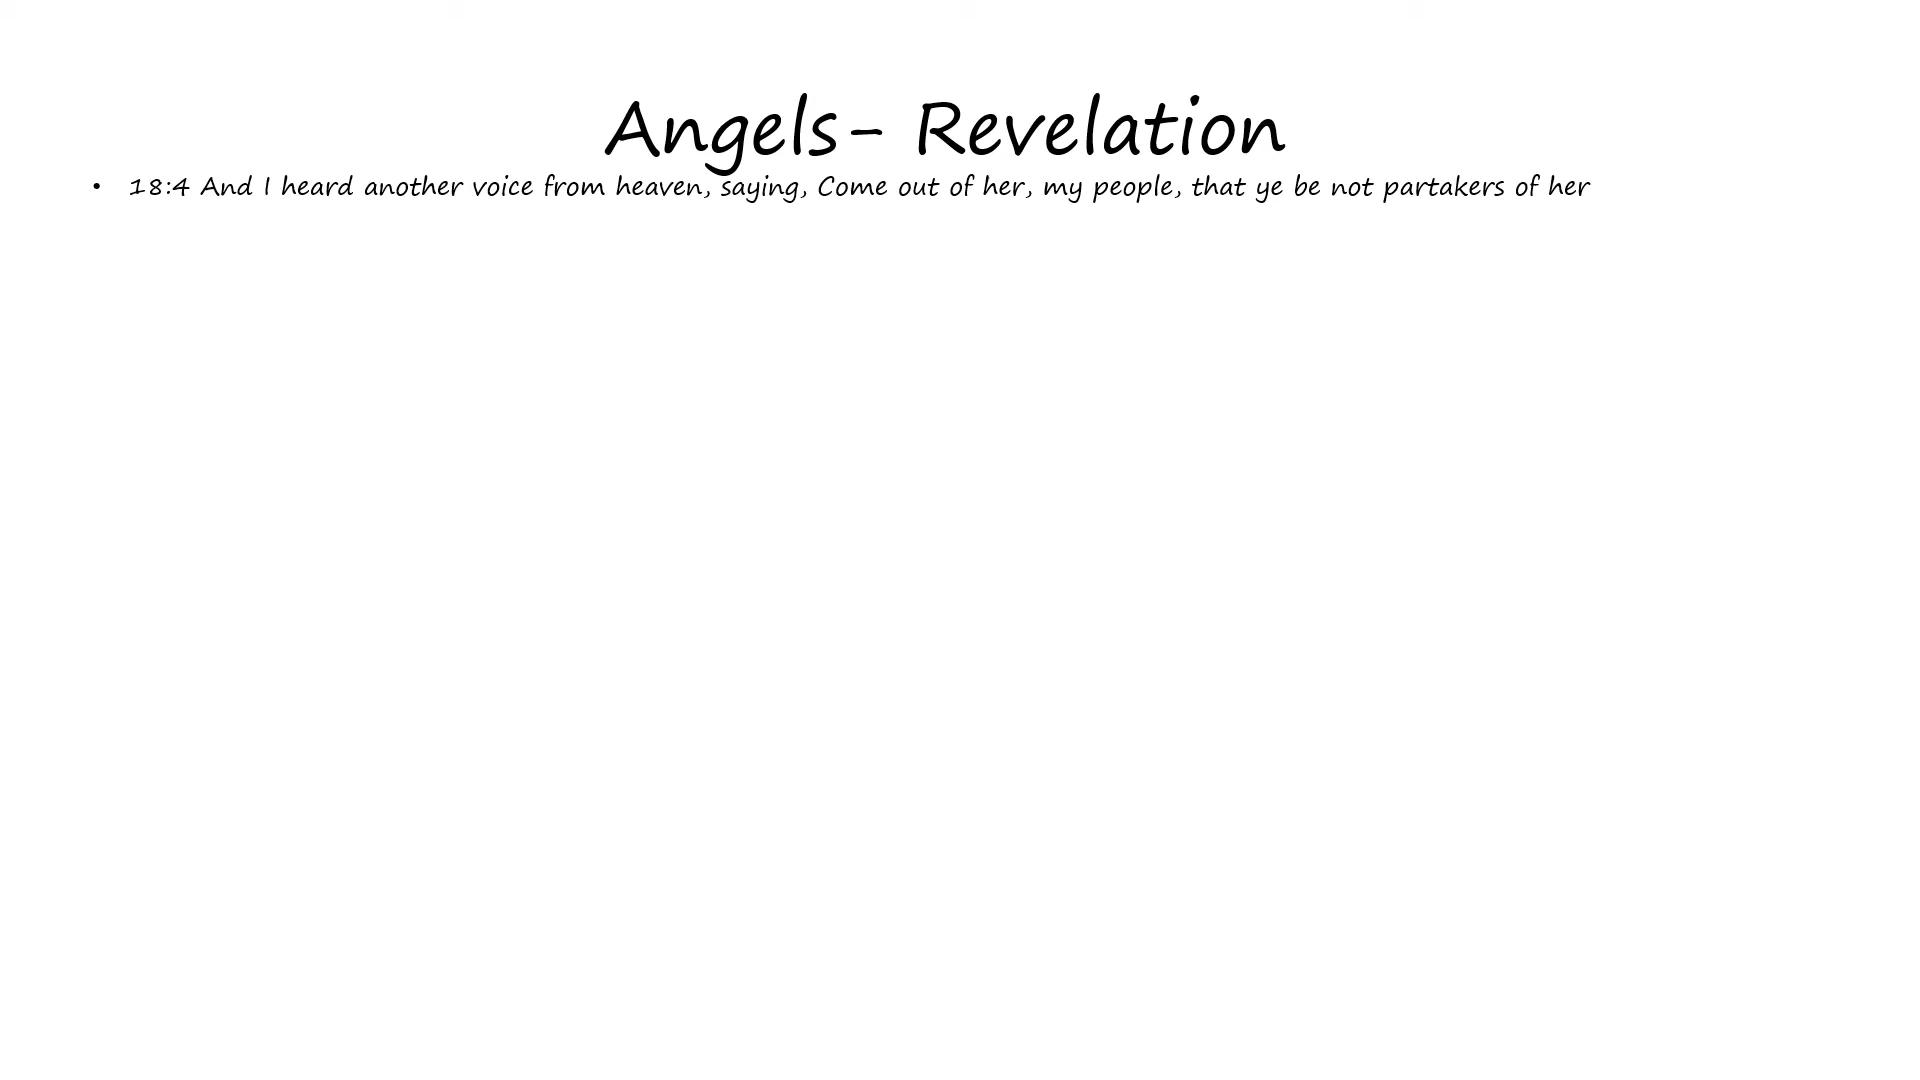 Angels- Revelation
• 18:4 And I heard another voice from heaven, saying, Come out of her, my people, that ye be not partakers of her